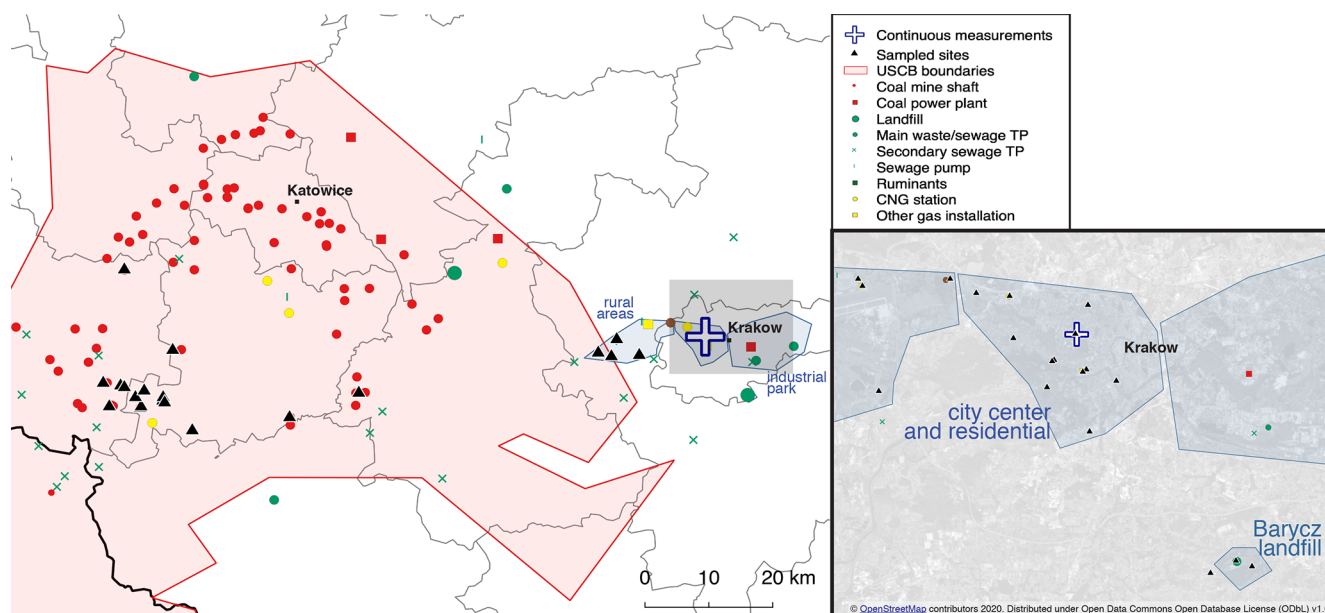 Katowice
rural
areas
Krakow
industrial
park
0 10 20 km
Continuous measurements
Sampled sites
USCB boundaries
Coal mine shaft
Coal power plant
Landfill
Main waste/sewage TP
Secondary sewage TP
Sewage pump
Ruminants
CNG station
Other gas installation
Krakow
city center
and residential
Barycz
landfill
© OpenStreetMap contributors 2020. Distributed under Open Data Commons Open Database License (ODbL) v1.